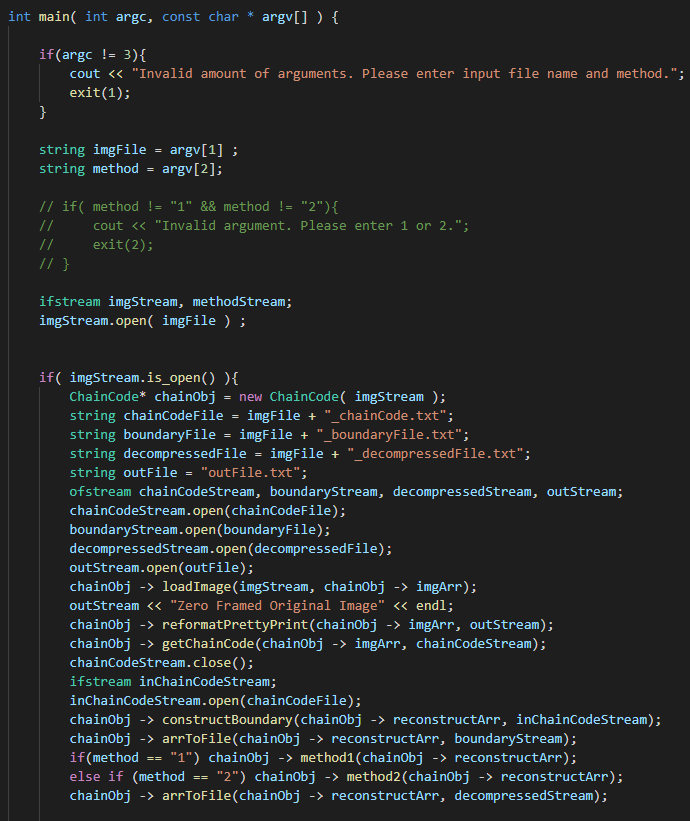 int main( int argc, const char * argv[] ) {
if(argc != 3){
cout << "Invalid amount of arguments. Please enter input file name and method.";
exit(1);
}
string imgFile = argv[1] ;
string method = argv[2];
// if( method != "1" && method != "2"){
//     cout << "Invalid argument. Please enter 1 or 2.";
//     exit(2);
// }
ifstream imgStream, methodStream;
imgStream.open( imgFile ) ;
if( imgStream.is_open() ){
ChainCode* chainObj = new ChainCode( imgStream );
string chainCodeFile = imgFile + "_chainCode.txt";
string boundaryFile = imgFile + "_boundaryFile.txt";
string decompressedFile = imgFile + "_decompressedFile.txt";
string outFile = "outFile.txt";
ofstream chainCodeStream, boundaryStream, decompressedStream, outStream;
chainCodeStream.open(chainCodeFile);
boundaryStream.open(boundaryFile);
decompressedStream.open(decompressedFile);
outStream.open(outFile);
chainObj -> loadImage(imgStream, chainObj -> imgArr);
outStream << "Zero Framed Original Image" << endl;
chainObj -> reformatPrettyPrint(chainObj -> imgArr, outStream);
chainObj -> getChainCode(chainObj -> imgArr, chainCodeStream);
chainCodeStream.close();
ifstream inChainCodeStream;
inChainCodeStream.open(chainCodeFile);
chainObj -> constructBoundary(chainObj -> reconstructArr, inChainCodeStream);
chainObj -> arrToFile(chainObj -> reconstructArr, boundaryStream);
if(method == "1") chainObj -> method1(chainObj -> reconstructArr);
else if (method == "2") chainObj -> method2(chainObj -> reconstructArr);
chainObj -> arrToFile(chainObj -> reconstructArr, decompressedStream);